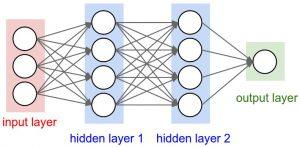 input layer
hidden layer 1
hidden layer 2
output layer